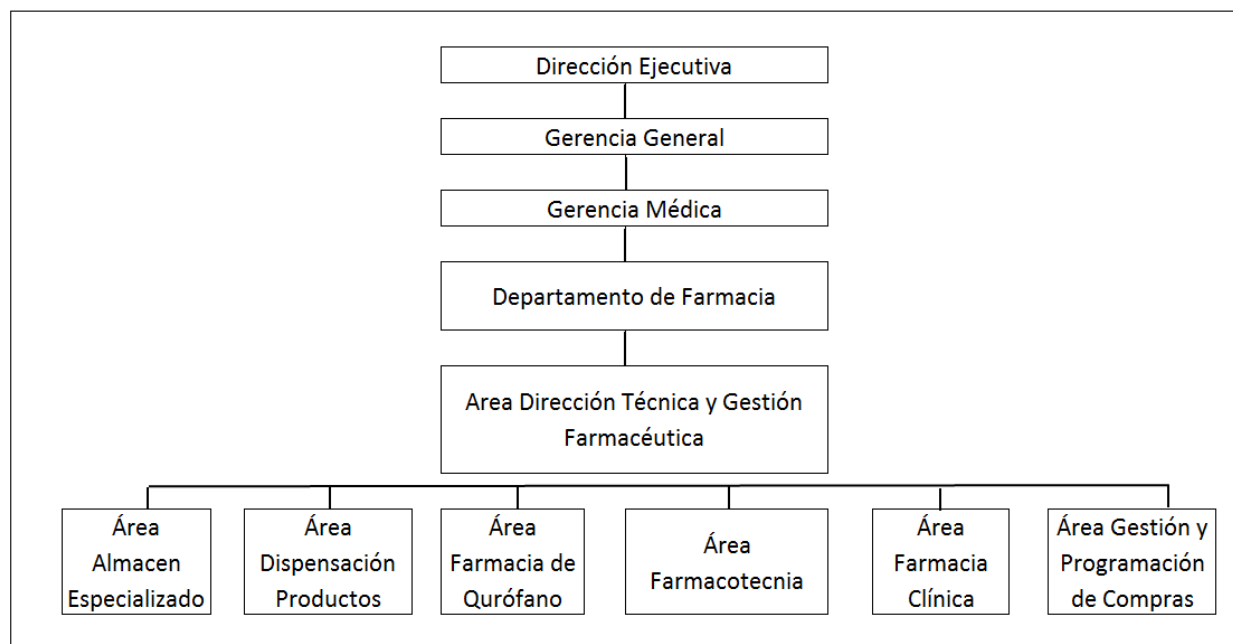 Dirección Ejecutiva
Gerencia General
Gerencia Médica
Departamento de Farmacia
Area Dirección Técnica y Gestión
Farmacéutica
Área
Almacen
Especializado
Área
Dispensación
Productos
Área
Farmacia de
Qurófano
Área
Farmacotecnia
Área
Farmacia
Clínica
Área Gestión y
Programación
de Compras